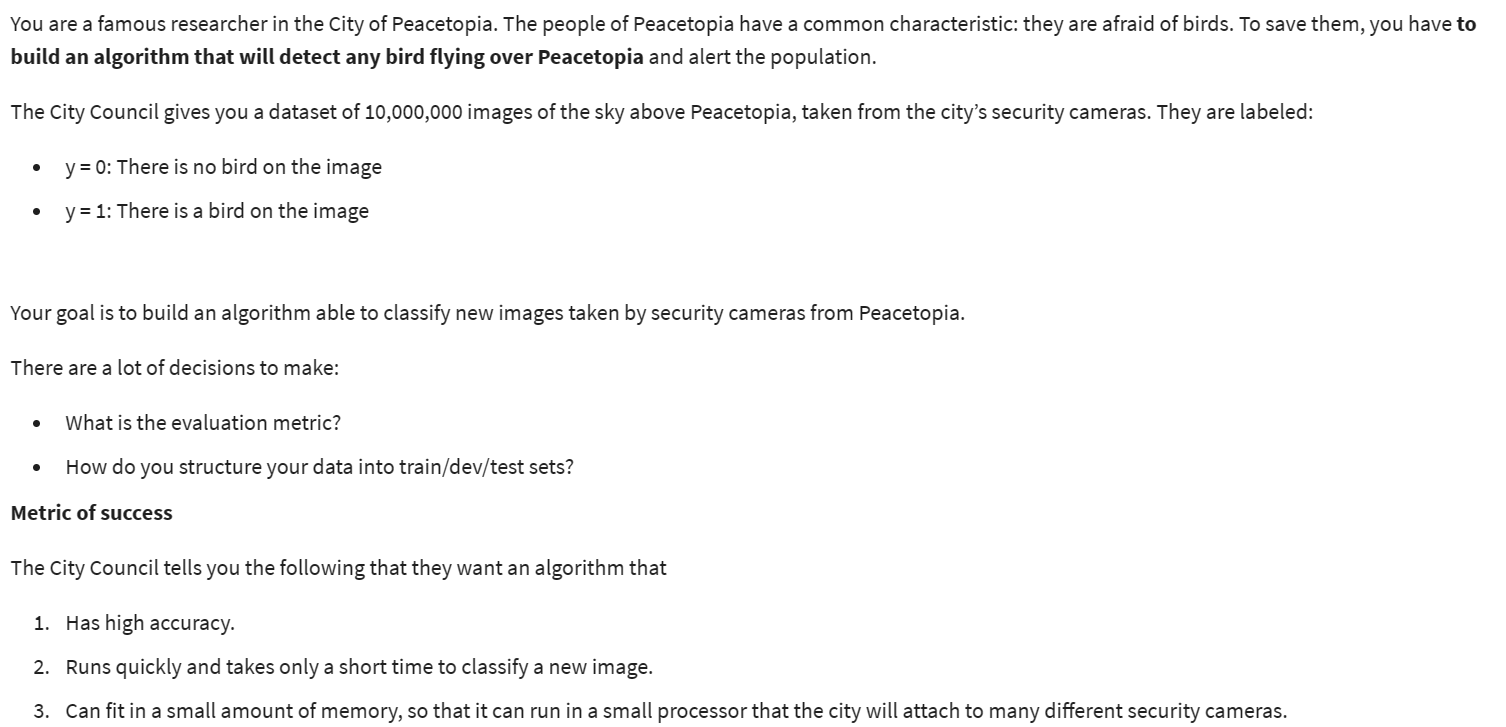 You are a famous researcher in the City of Peacetopia. The people of Peacetopia have a common characteristic: they are afraid of birds. To save them, you have to
build an algorithm that will detect any bird flying over Peacetopia and alert the population.
The City Council gives you a dataset of 10,000,000 images of the sky above Peacetopia, taken from the city’s security cameras. They are labeled:
• y = 0: There is no bird on the image
• y = 1: There is a bird on the image
Your goal is to build an algorithm able to classify new images taken by security cameras from Peacetopia.
There are a lot of decisions to make:
• What is the evaluation metric?
• How do you structure your data into train/dev/test sets?
Metric of success
The City Council tells you the following that they want an algorithm that
1. Has high accuracy.
2. Runs quickly and takes only a short time to classify a new image.
3. Can fit in a small amount of memory, so that it can run in a small processor that the city will attach to many different security cameras.